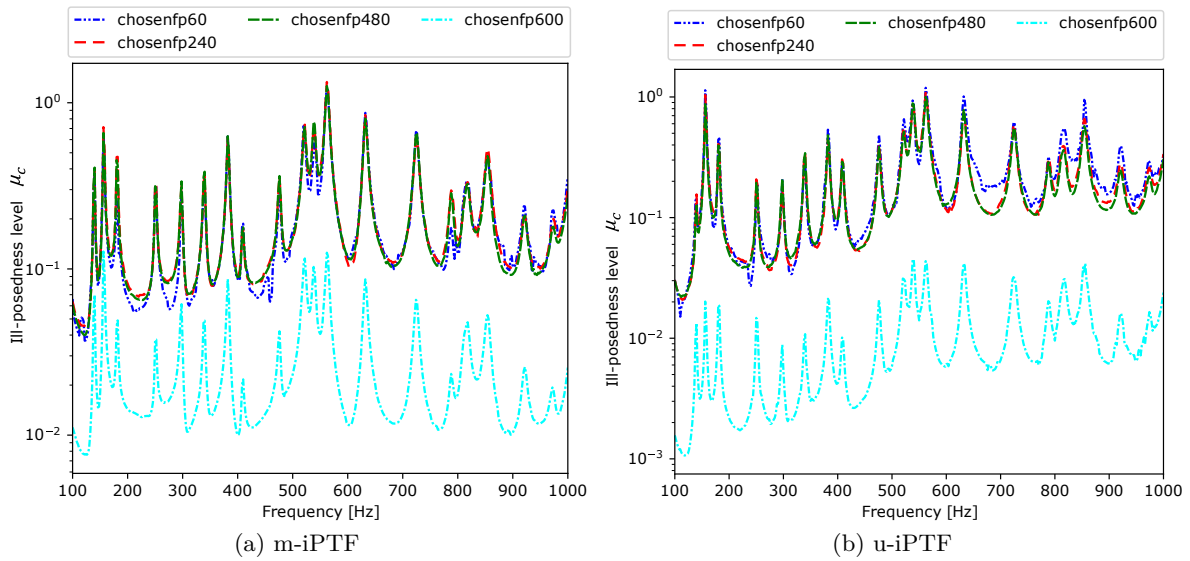 chosenfp60 chosenfp480 chosenfp600
chosenfp240
Ill-posedness level μc
10⁰
10⁻¹
10⁻²
100 200 300 400 500 600 700 800 900 1000
Frequency [Hz]
(a) m-iPTF
chosenfp60 chosenfp480 chosenfp600
chosenfp240
Ill-posedness level μc
10⁰
10⁻¹
10⁻²
10⁻³
100 200 300 400 500 600 700 800 900 1000
Frequency [Hz]
(b) u-iPTF